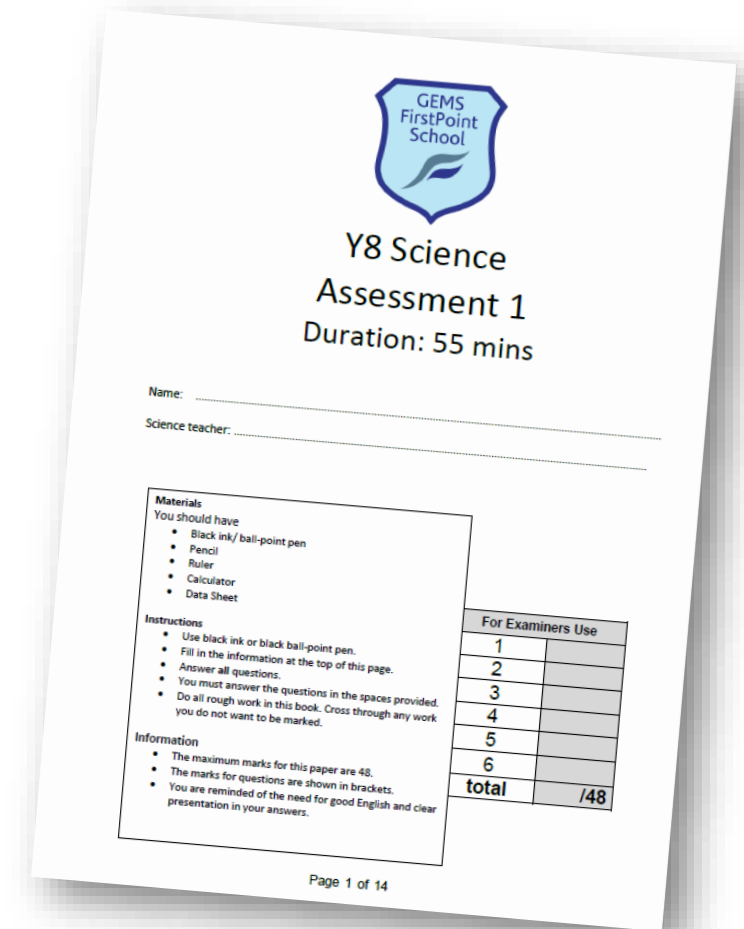 GEMS
FirstPoint
School
Y8 Science
Assessment 1
Duration: 55 mins
Name:
Science teacher:
Materials
You should have
• Black ink/ ball-point pen
• Pencil
• Ruler
• Calculator
• Data Sheet
Instructions
• Use black ink or black ball-point pen.
• Fill in the information at the top of this page.
• Answer all questions.
• You must answer the questions in the spaces provided.
• Do all rough work in this book. Cross through any work
you do not want to be marked.
Information
• The maximum marks for this paper are 48.
• The marks for questions are shown in brackets.
• You are reminded of the need for good English and clear
presentation in your answers.
For Examiners Use
1
2
3
4
5
6
total /48
Page 1 of 14